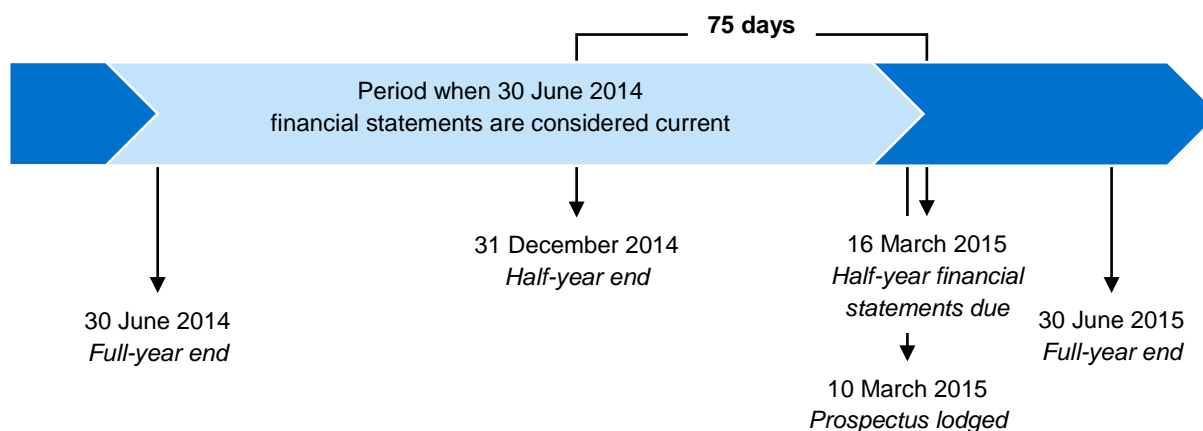 75 days
Period when 30 June 2014
financial statements are considered current
30 June 2014
Full-year end
31 December 2014
Half-year end
16 March 2015
Half-year financial
statements due
10 March 2015
Prospectus lodged
30 June 2015
Full-year end